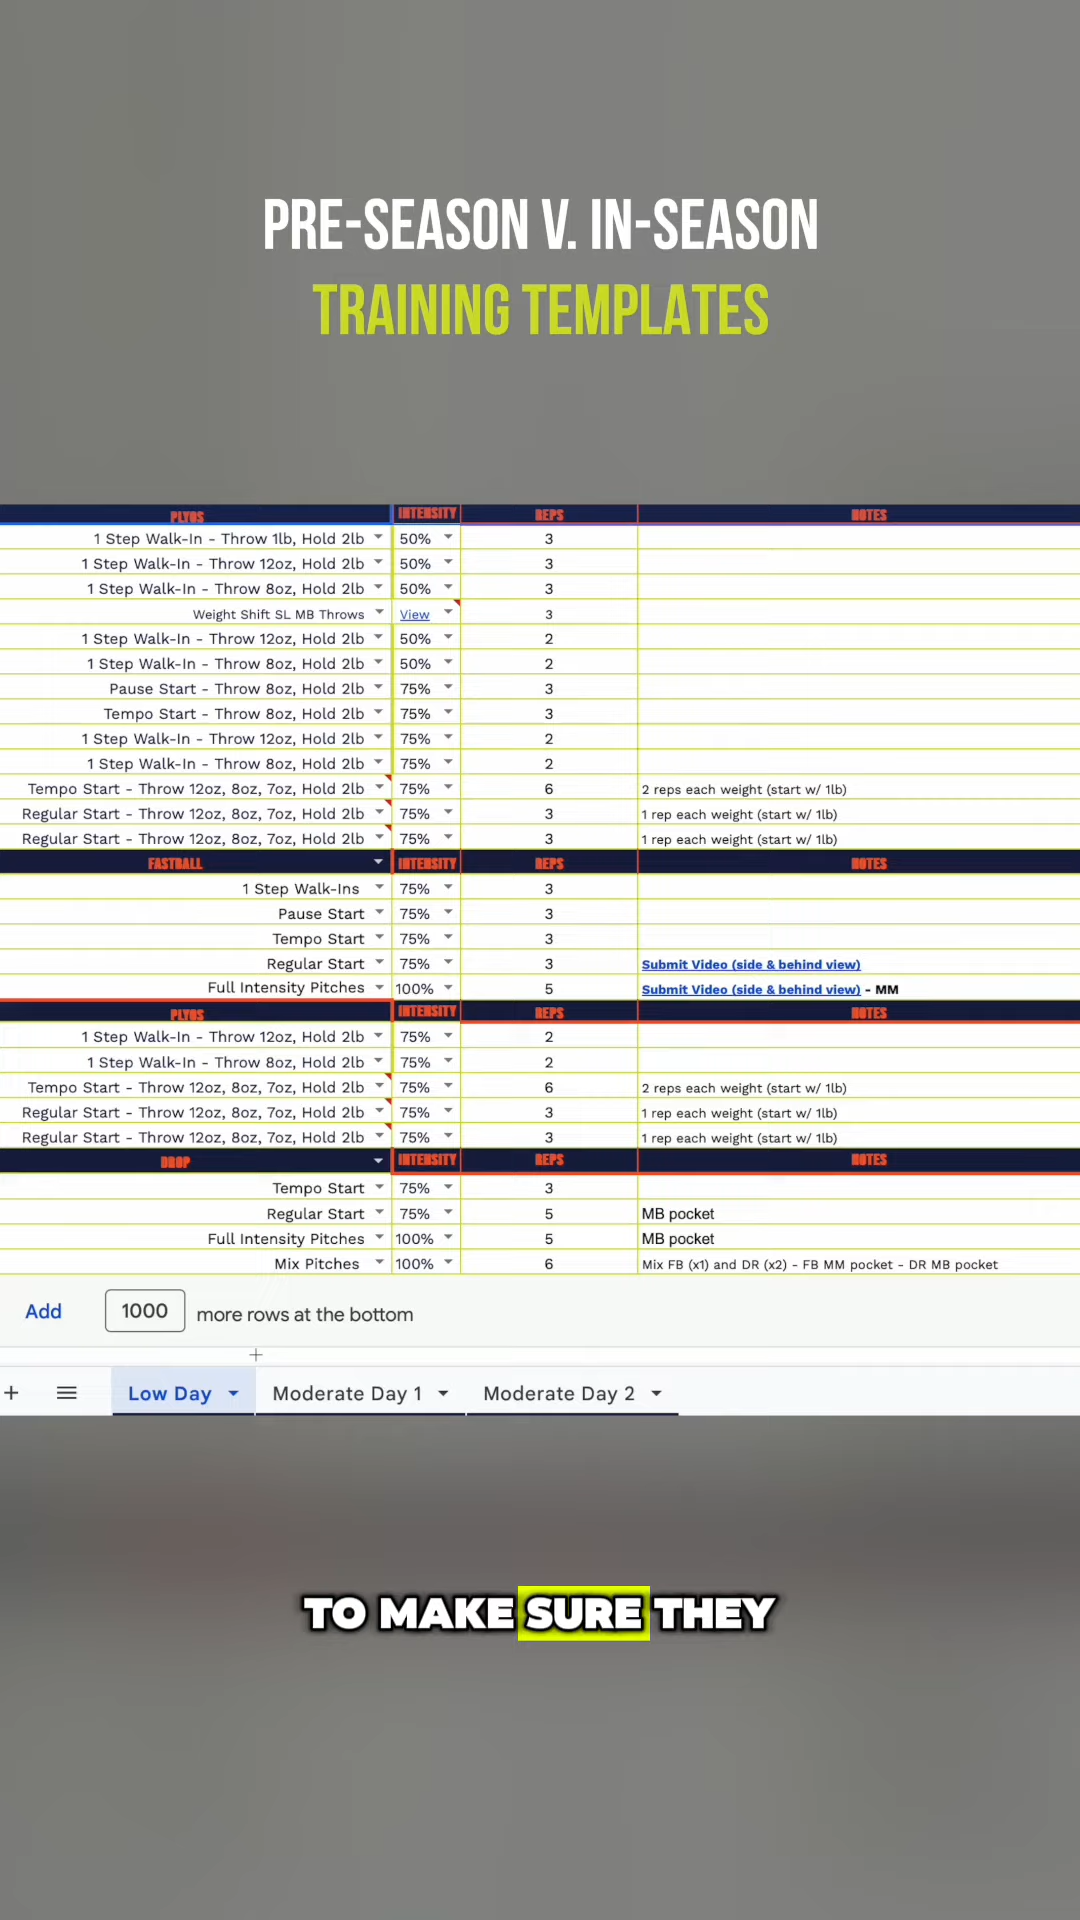 PRE-SEASON V. IN-SEASON
TRAINING TEMPLATES
PLYOS INTENSITY REPS NOTES
1 Step Walk-In - Throw 1lb, Hold 2lb 50% 3
1 Step Walk-In - Throw 12oz, Hold 2lb 50% 3
1 Step Walk-In - Throw 8oz, Hold 2lb 50% 3
Weight Shift SL MB Throws View 3
1 Step Walk-In - Throw 12oz, Hold 2lb 50% 2
1 Step Walk-In - Throw 8oz, Hold 2lb 50% 2
Pause Start - Throw 8oz, Hold 2lb 75% 3
Tempo Start - Throw 8oz, Hold 2lb 75% 3
1 Step Walk-In - Throw 12oz, Hold 2lb 75% 2
1 Step Walk-In - Throw 8oz, Hold 2lb 75% 2
Tempo Start - Throw 12oz, 8oz, 7oz, Hold 2lb 75% 6 2 reps each weight (start w/ 1lb)
Regular Start - Throw 12oz, 8oz, 7oz, Hold 2lb 75% 3 1 rep each weight (start w/ 1lb)
Regular Start - Throw 12oz, 8oz, 7oz, Hold 2lb 75% 3 1 rep each weight (start w/ 1lb)
FASTBALL INTENSITY REPS NOTES
1 Step Walk-Ins 75% 3
Pause Start 75% 3
Tempo Start 75% 3
Regular Start 75% 3 Submit Video (side & behind view)
Full Intensity Pitches 100% 5 Submit Video (side & behind view) - MM
PLYOS INTENSITY REPS NOTES
1 Step Walk-In - Throw 12oz, Hold 2lb 75% 2
1 Step Walk-In - Throw 8oz, Hold 2lb 75% 2
Tempo Start - Throw 12oz, 8oz, 7oz, Hold 2lb 75% 6 2 reps each weight (start w/ 1lb)
Regular Start - Throw 12oz, 8oz, 7oz, Hold 2lb 75% 3 1 rep each weight (start w/ 1lb)
Regular Start - Throw 12oz, 8oz, 7oz, Hold 2lb 75% 3 1 rep each weight (start w/ 1lb)
DROP INTENSITY REPS NOTES
Tempo Start 75% 3
Regular Start 75% 5 MB pocket
Full Intensity Pitches 100% 5 MB pocket
Mix Pitches 100% 6 Mix FB (x1) and DR (x2) - FB MM pocket - DR MB pocket
Add 1000 more rows at the bottom
Low Day Moderate Day 1 Moderate Day 2
TO MAKE SURE THEY